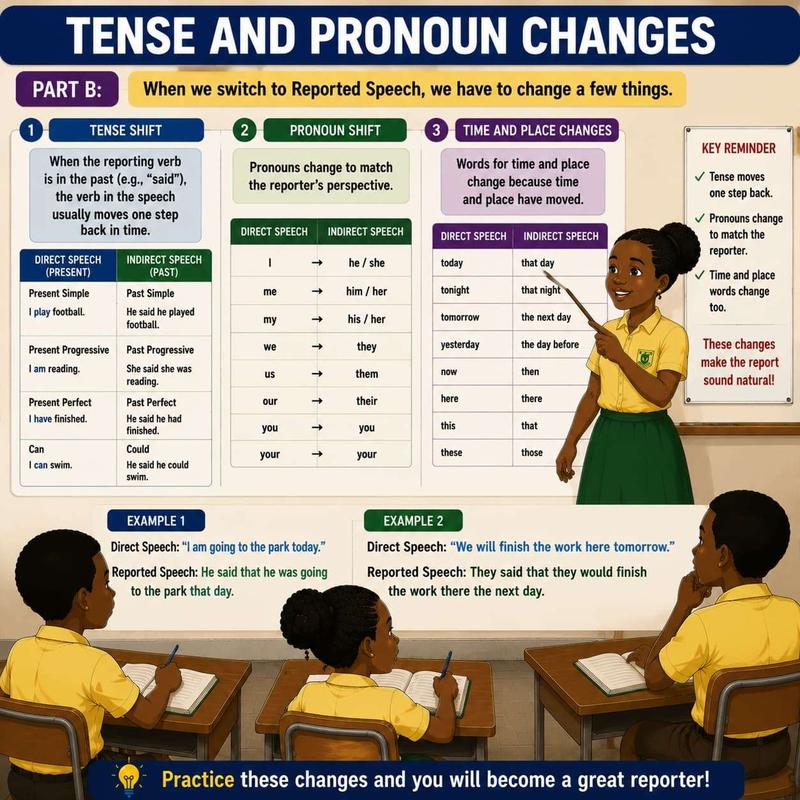 TENSE AND PRONOUN CHANGES
PART B:
When we switch to Reported Speech, we have to change a few things.
1 TENSE SHIFT
When the reporting verb
is in the past (e.g., “said”),
the verb in the speech
usually moves one step
back in time.
DIRECT SPEECH (PRESENT) INDIRECT SPEECH (PAST)
Present Simple Past Simple
I play football. He said he played
football.
Present Progressive Past Progressive
I am reading. She said she was
reading.
Present Perfect Past Perfect
I have finished. He said he had
finished.
Can Could
I can swim. He said he could
swim.
2 PRONOUN SHIFT
Pronouns change to match
the reporter’s perspective.
DIRECT SPEECH INDIRECT SPEECH
I → he / she
me → him / her
my → his / her
we → they
us → them
our → their
you → you
your → your
3 TIME AND PLACE CHANGES
Words for time and place
change because time
and place have moved.
DIRECT SPEECH INDIRECT SPEECH
today that day
tonight that night
tomorrow the next day
yesterday the day before
now then
here there
this that
these those
KEY REMINDER
✓ Tense moves
one step back.
✓ Pronouns change
to match the
reporter.
✓ Time and place
words change
too.
These changes
make the report
sound natural!
EXAMPLE 1
Direct Speech: “I am going to the park today.”
Reported Speech: He said that he was going
to the park that day.
EXAMPLE 2
Direct Speech: “We will finish the work here tomorrow.”
Reported Speech: They said that they would finish
the work there the next day.
Practice these changes and you will become a great reporter!